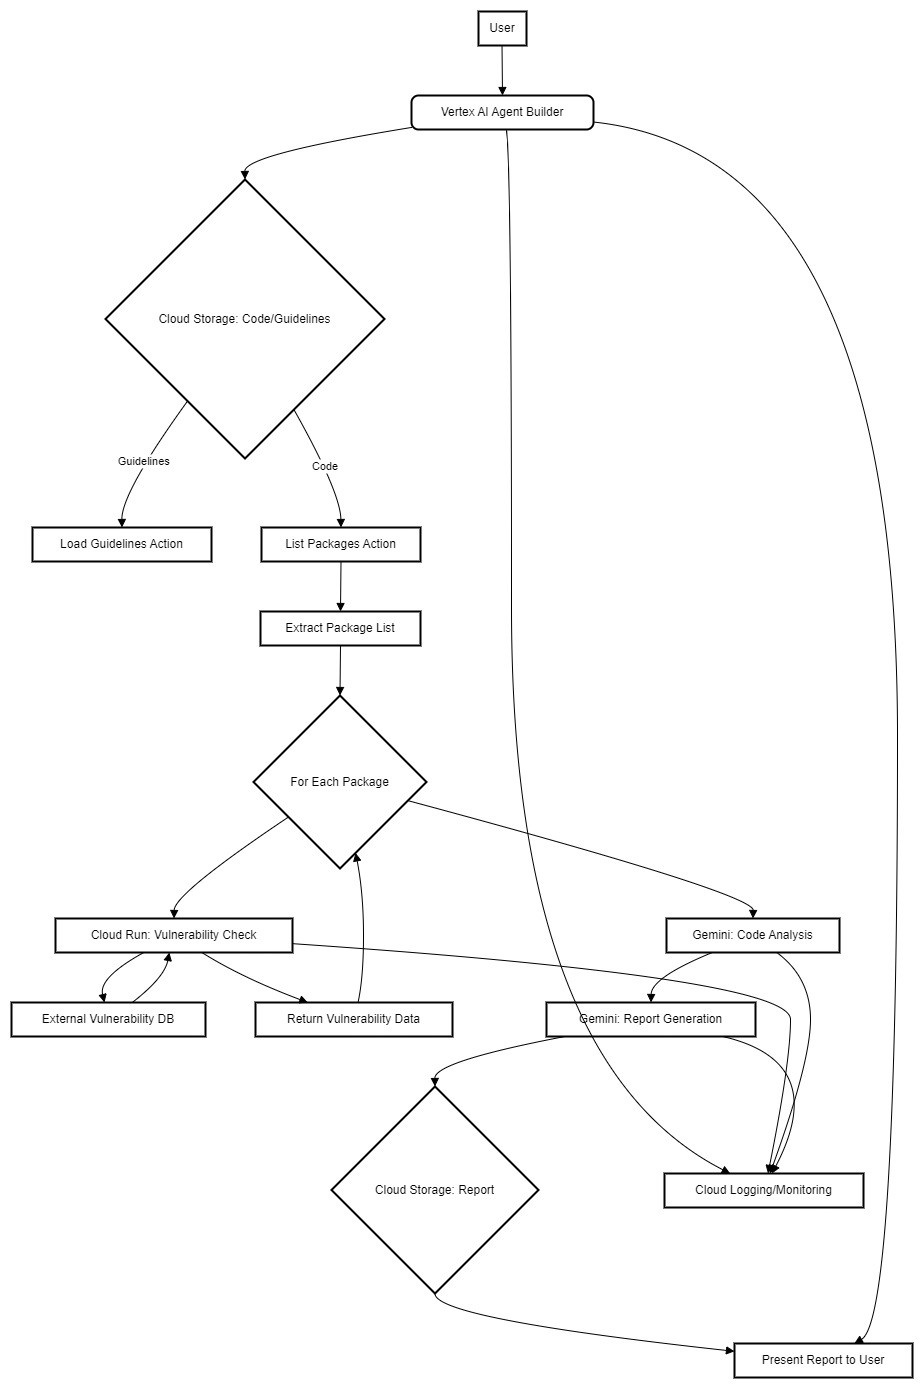 User
Vertex AI Agent Builder
Cloud Storage: Code/Guidelines
Guidelines
Code
Load Guidelines Action
List Packages Action
Extract Package List
For Each Package
Cloud Run: Vulnerability Check
Gemini: Code Analysis
External Vulnerability DB
Return Vulnerability Data
Gemini: Report Generation
Cloud Storage: Report
Cloud Logging/Monitoring
Present Report to User